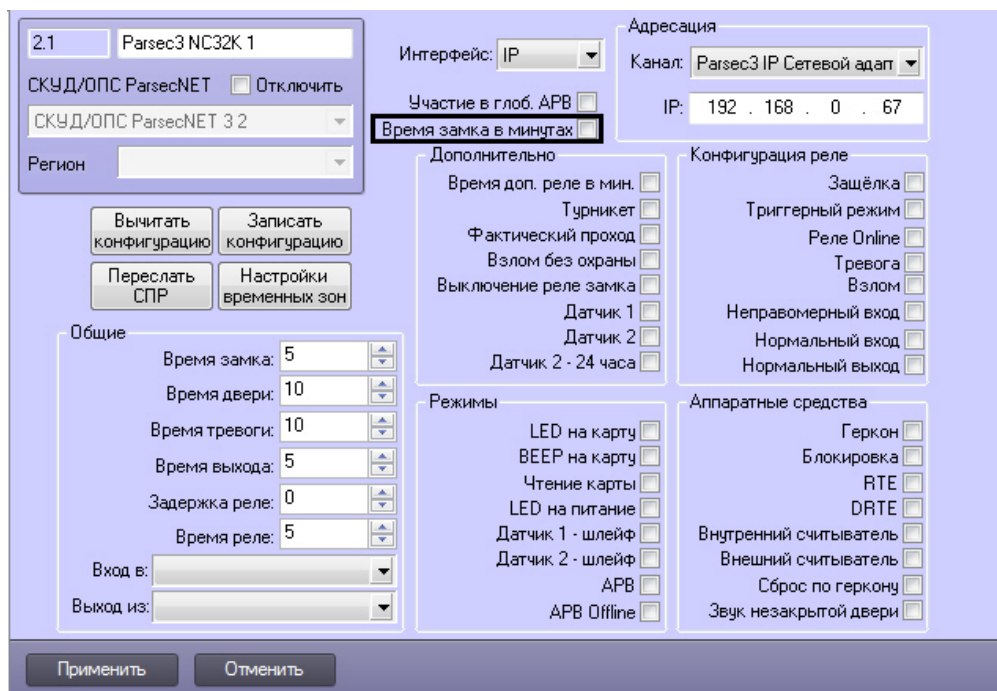 2.1 Parsec3 NC32K 1
СКУД/ОПС ParsecNET Отключить
СКУД/ОПС ParsecNET 3 2
Регион
Интерфейс: IP
Участие в глоб. APB
Время замка в минутах
Адресация
Канал: Parsec3 IP Сетевой адап
IP: 192 . 168 . 0 . 67
Вычитать
конфигурацию
Записать
конфигурацию
Переслать
СПР
Настройки
временных зон
Общие
Время замка: 5
Время двери: 10
Время тревоги: 10
Время выхода: 5
Задержка реле: 0
Время реле: 5
Вход в:
Выход из:
Дополнительно
Время доп. реле в мин.
Турникет
Фактический проход
Взлом без охраны
Выключение реле замка
Датчик 1
Датчик 2
Датчик 2 - 24 часа
Конфигурация реле
Защёлка
Триггерный режим
Реле Online
Тревога
Взлом
Неправомерный вход
Нормальный вход
Нормальный выход
Режимы
LED на карту
BEEP на карту
Чтение карты
LED на питание
Датчик 1 - шлейф
Датчик 2 - шлейф
APB
APB Offline
Аппаратные средства
Геркон
Блокировка
RTE
DRTE
Внутренний считыватель
Внешний считыватель
Сброс по геркону
Звук незакрытой двери
Применить
Отменить